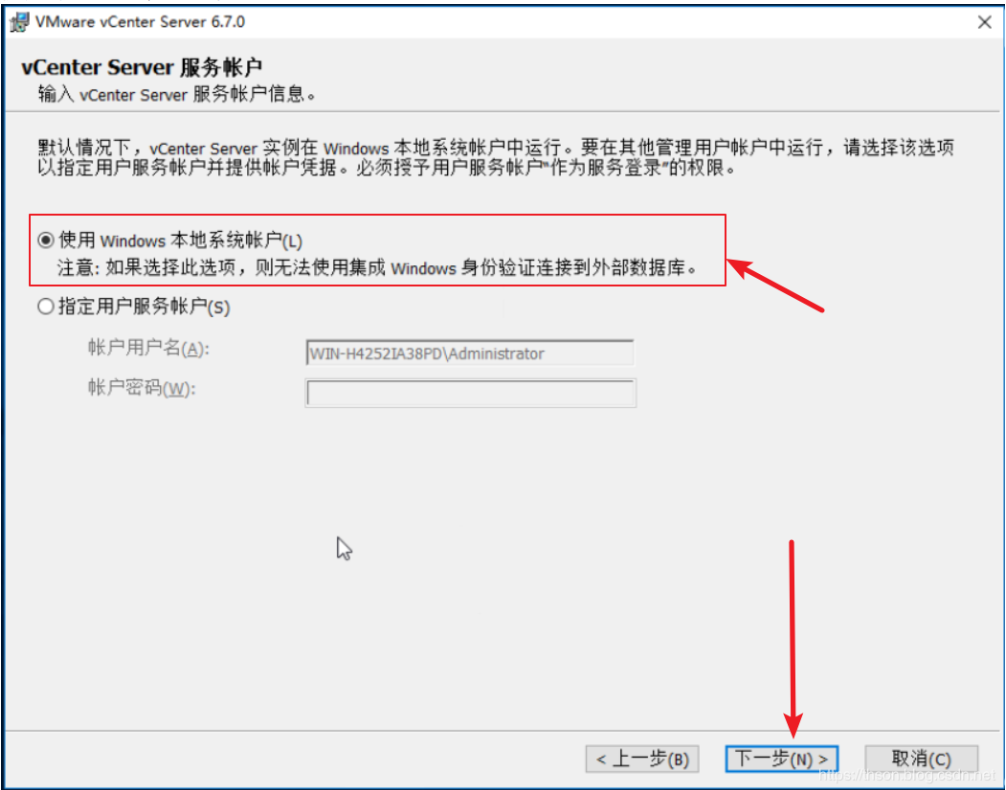 VMware vCenter Server 6.7.0
vCenter Server 服务帐户
输入 vCenter Server 服务帐户信息。
默认情况下，vCenter Server 实例在 Windows 本地系统帐户中运行。要在其他管理用户帐户中运行，请选择该选项
以指定用户服务帐户并提供帐户凭据。必须授予用户服务帐户"作为服务登录"的权限。
使用 Windows 本地系统帐户(L)
注意: 如果选择此选项，则无法使用集成 Windows 身份验证连接到外部数据库。
指定用户服务帐户(S)
帐户用户名(A):
WIN-H4252IA38PD\Administrator
帐户密码(W):
< 上一步(B)
下一步(N) >
取消(C)